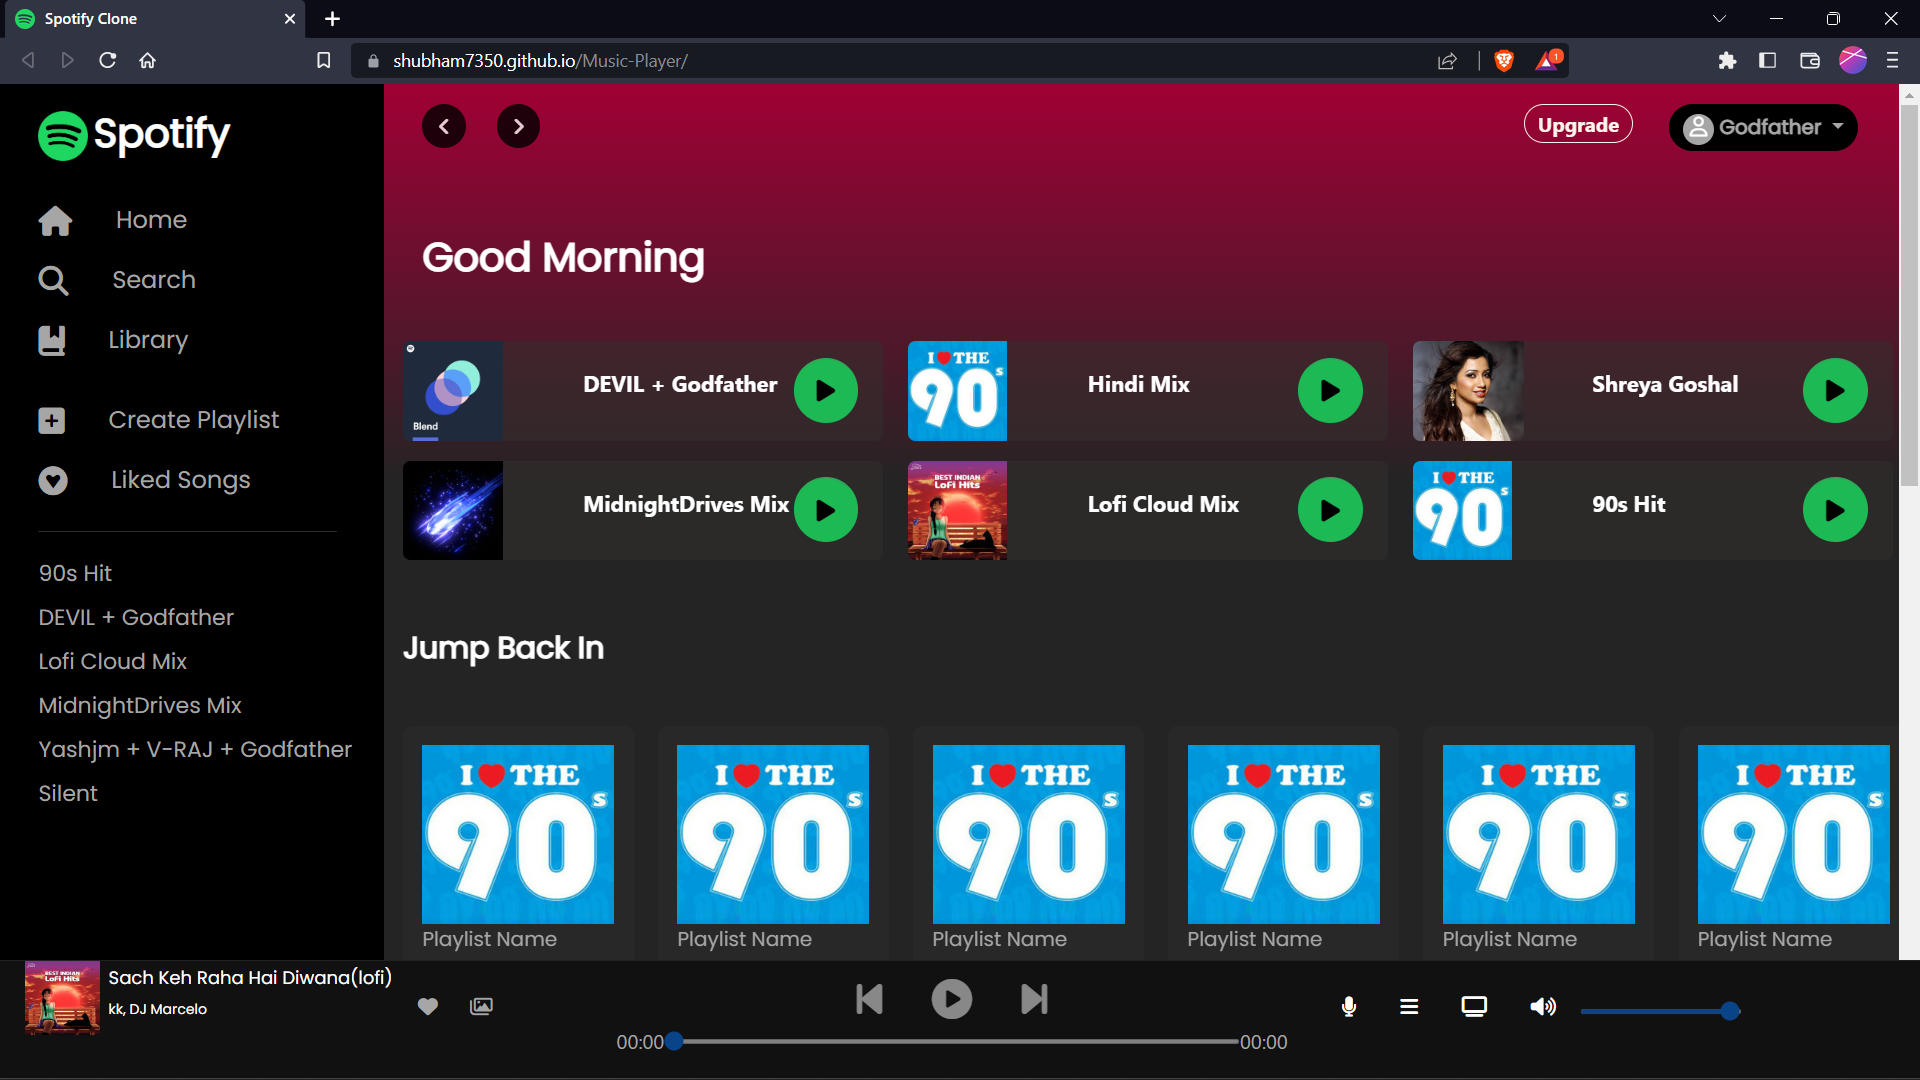 Spotify Clone
shubham7350.github.io/Music-Player/
1
Spotify
Home
Search
Library
Create Playlist
Liked Songs
90s Hit
DEVIL + Godfather
Lofi Cloud Mix
MidnightDrives Mix
Yashjm + V-RAJ + Godfather
Silent
Upgrade
Godfather
Good Morning
Blend
DEVIL + Godfather
I THE
90s
Hindi Mix
Shreya Goshal
MidnightDrives Mix
BEST INDIAN
LoFi Hits
Lofi Cloud Mix
I THE
90s
90s Hit
Jump Back In
I THE
90s
Playlist Name
I THE
90s
Playlist Name
I THE
90s
Playlist Name
I THE
90s
Playlist Name
I THE
90s
Playlist Name
I THE
90s
Playlist Name
BEST INDIAN
LoFi Hits
Sach Keh Raha Hai Diwana(lofi)
kk, DJ Marcelo
00:00
00:00